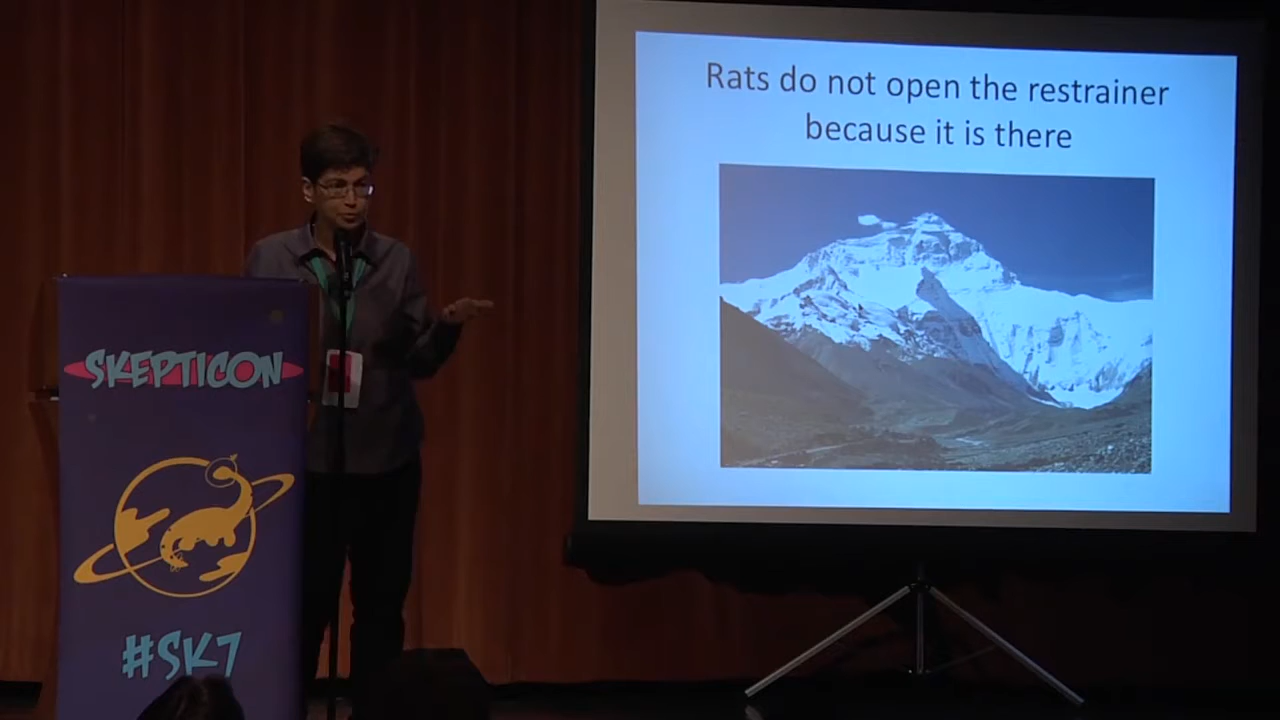 Rats do not open the restrainer
because it is there
SKEPTICON
#SK7